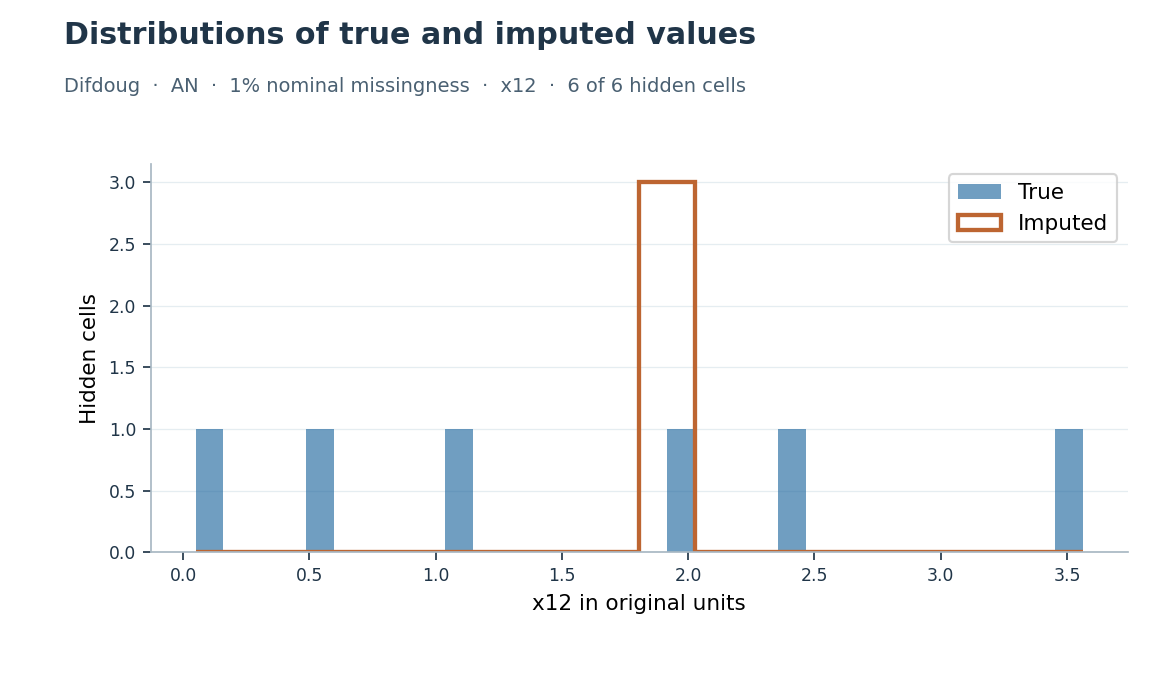 Distributions of true and imputed values
Difdoug · AN · 1% nominal missingness · x12 · 6 of 6 hidden cells
True
Imputed
Hidden cells
3.0
2.5
2.0
1.5
1.0
0.5
0.0
0.0 0.5 1.0 1.5 2.0 2.5 3.0 3.5
x12 in original units